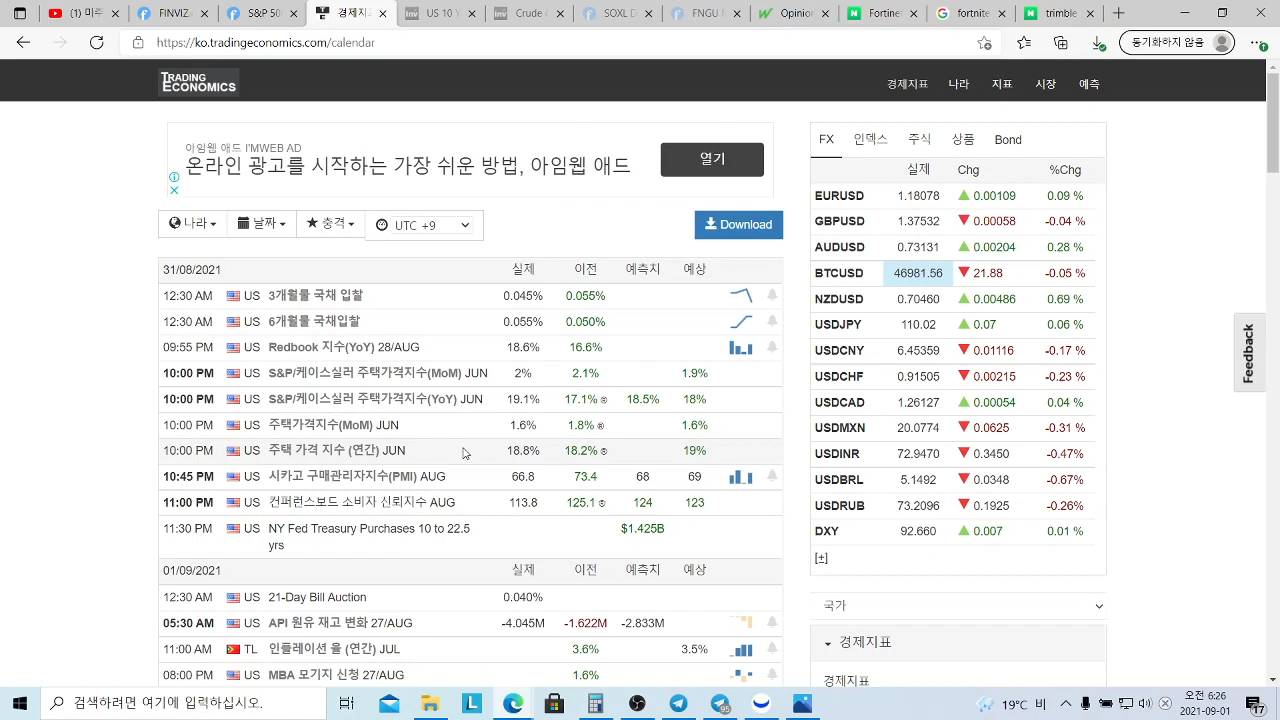 (1) 미주
FINVIZ
S&P 500
경제지
US 10
Crude
SOXL D
FNGU
Opinio
Fortine
fortnite
trimble
https://ko.tradingeconomics.com/calendar
동기화하지 않음
TRADING ECONOMICS
경제지표 나라 지표 시장 예측
아임웹 애드 I'MWEB AD
온라인 광고를 시작하는 가장 쉬운 방법, 아임웹 애드
열기
나라 날짜 충격 UTC +9 Download
31/08/2021 실제 이전 예측치 예상
12:30 AM US 3개월물 국채 입찰 0.045% 0.055%
12:30 AM US 6개월물 국채입찰 0.055% 0.050%
09:55 PM US Redbook 지수(YoY) 28/AUG 18.6% 16.6%
10:00 PM US S&P/케이스실러 주택가격지수(MoM) JUN 2% 2.1% 1.9%
10:00 PM US S&P/케이스실러 주택가격지수(YoY) JUN 19.1% 17.1% ® 18.5% 18%
10:00 PM US 주택가격지수(MoM) JUN 1.6% 1.8% ® 1.6%
10:00 PM US 주택 가격 지수 (연간) JUN 18.8% 18.2% ® 19%
10:45 PM US 시카고 구매관리자지수(PMI) AUG 66.8 73.4 68 69
11:00 PM US 컨퍼런스보드 소비자 신뢰지수 AUG 113.8 125.1 ® 124 123
11:30 PM US NY Fed Treasury Purchases 10 to 22.5 yrs $1.425B
01/09/2021 실제 이전 예측치 예상
12:30 AM US 21-Day Bill Auction 0.040%
05:30 AM US API 원유 재고 변화 27/AUG -4.045M -1.622M -2.833M
11:00 AM TL 인플레이션 율 (연간) JUL 3.6% 3.5%
08:00 PM US MBA 모기지 신청 27/AUG 1.6%
FX 인덱스 주식 상품 Bond
실제 Chg %Chg
EURUSD 1.18078 0.00109 0.09 %
GBPUSD 1.37532 0.00058 -0.04 %
AUDUSD 0.73131 0.00204 0.28 %
BTCUSD 46981.56 21.88 -0.05 %
NZDUSD 0.70460 0.00486 0.69 %
USDJPY 110.02 0.07 0.06 %
USDCNY 6.45359 0.01116 -0.17 %
USDCHF 0.91505 0.00215 -0.23 %
USDCAD 1.26127 0.00054 0.04 %
USDMXN 20.0774 0.0625 -0.31 %
USDINR 72.9470 0.3450 -0.47%
USDBRL 5.1492 0.0348 -0.67%
USDRUB 73.2096 0.1925 -0.26%
DXY 92.660 0.007 0.01 %
[+]
국가
경제지표
경제지표
Feedback
검색하려면 여기에 입력하십시오.
95
19°C 비
오전 6:26
2021-09-01
17